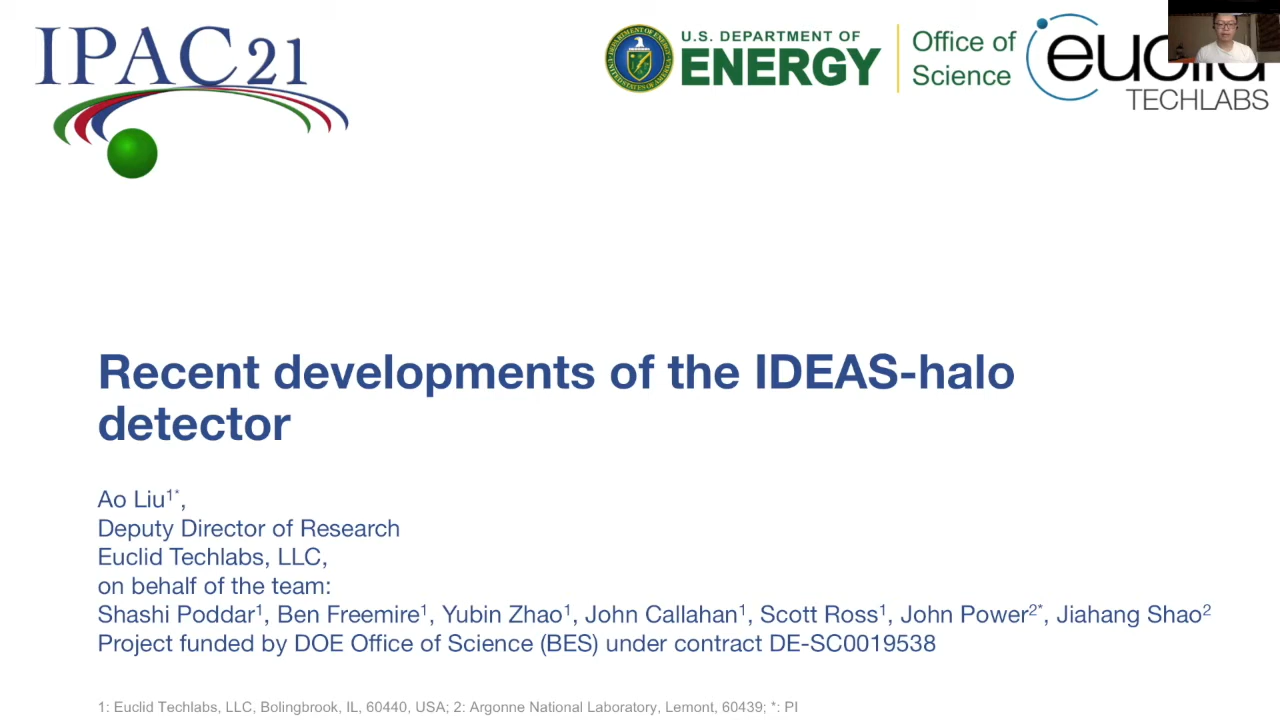 IPAC21
U.S. DEPARTMENT OF
ENERGY
Office of
Science
euclid
TECHLABS
Recent developments of the IDEAS-halo
detector
Ao Liu¹*,
Deputy Director of Research
Euclid Techlabs, LLC,
on behalf of the team:
Shashi Poddar¹, Ben Freemire¹, Yubin Zhao¹, John Callahan¹, Scott Ross¹, John Power²*, Jiahang Shao²
Project funded by DOE Office of Science (BES) under contract DE-SC0019538
1: Euclid Techlabs, LLC, Bolingbrook, IL, 60440, USA; 2: Argonne National Laboratory, Lemont, 60439; *: PI